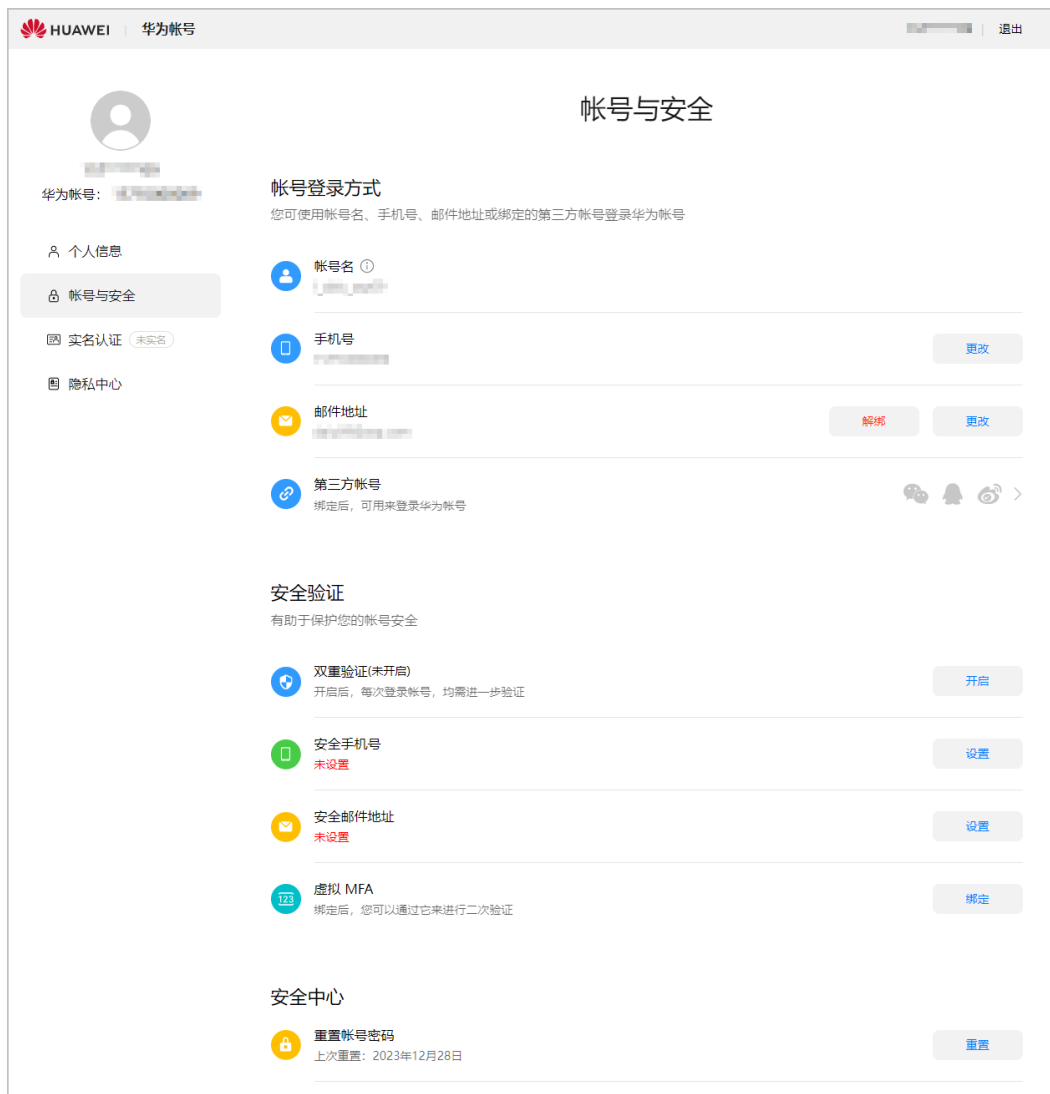 HUAWEI 华为帐号
退出
华为帐号：
个人信息
帐号与安全
实名认证 未实名
隐私中心
帐号与安全
帐号登录方式
您可使用帐号名、手机号、邮件地址或绑定的第三方帐号登录华为帐号
帐号名
手机号
更改
邮件地址
解绑 更改
第三方帐号
绑定后，可用来登录华为帐号
安全验证
有助于保护您的帐号安全
双重验证(未开启)
开启后，每次登录帐号，均需进一步验证
开启
安全手机号
未设置
设置
安全邮件地址
未设置
设置
123
虚拟 MFA
绑定后，您可以通过它来进行二次验证
绑定
安全中心
重置帐号密码
上次重置：2023年12月28日
重置